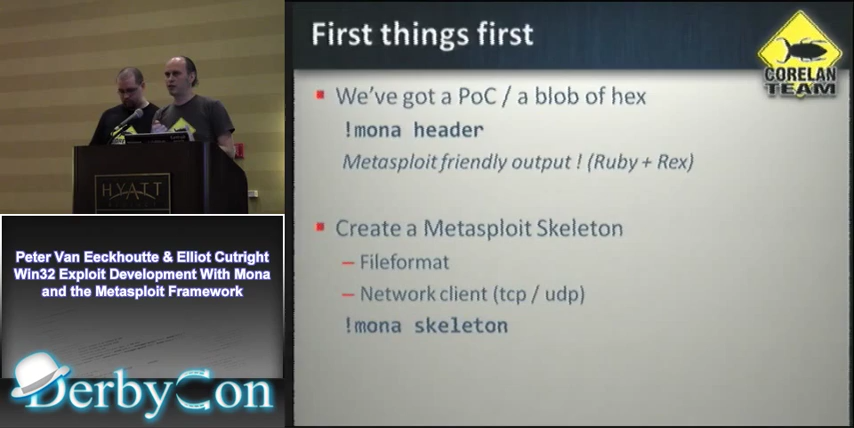 First things first
CORELAN
TEAM
We've got a PoC / a blob of hex
!mona header
Metasploit friendly output ! (Ruby + Rex)
Create a Metasploit Skeleton
– Fileformat
– Network client (tcp / udp)
!mona skeleton
HYATT
Peter Van Eeckhoutte & Elliot Cutright
Win32 Exploit Development With Mona
and the Metasploit Framework
DerbyCon